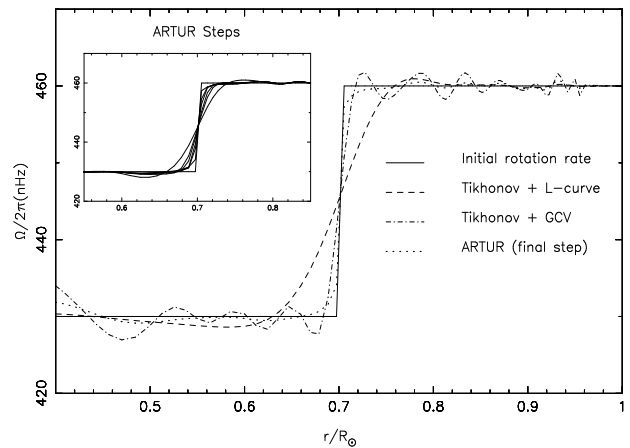 ARTUR Steps
460
430
420
0.6
0.7
0.8
Ω/2π(nHz)
460
440
420
Initial rotation rate
Tikhonov + L-curve
Tikhonov + GCV
ARTUR (final step)
0.5
0.6
0.7
0.8
0.9
1
r/R⊙